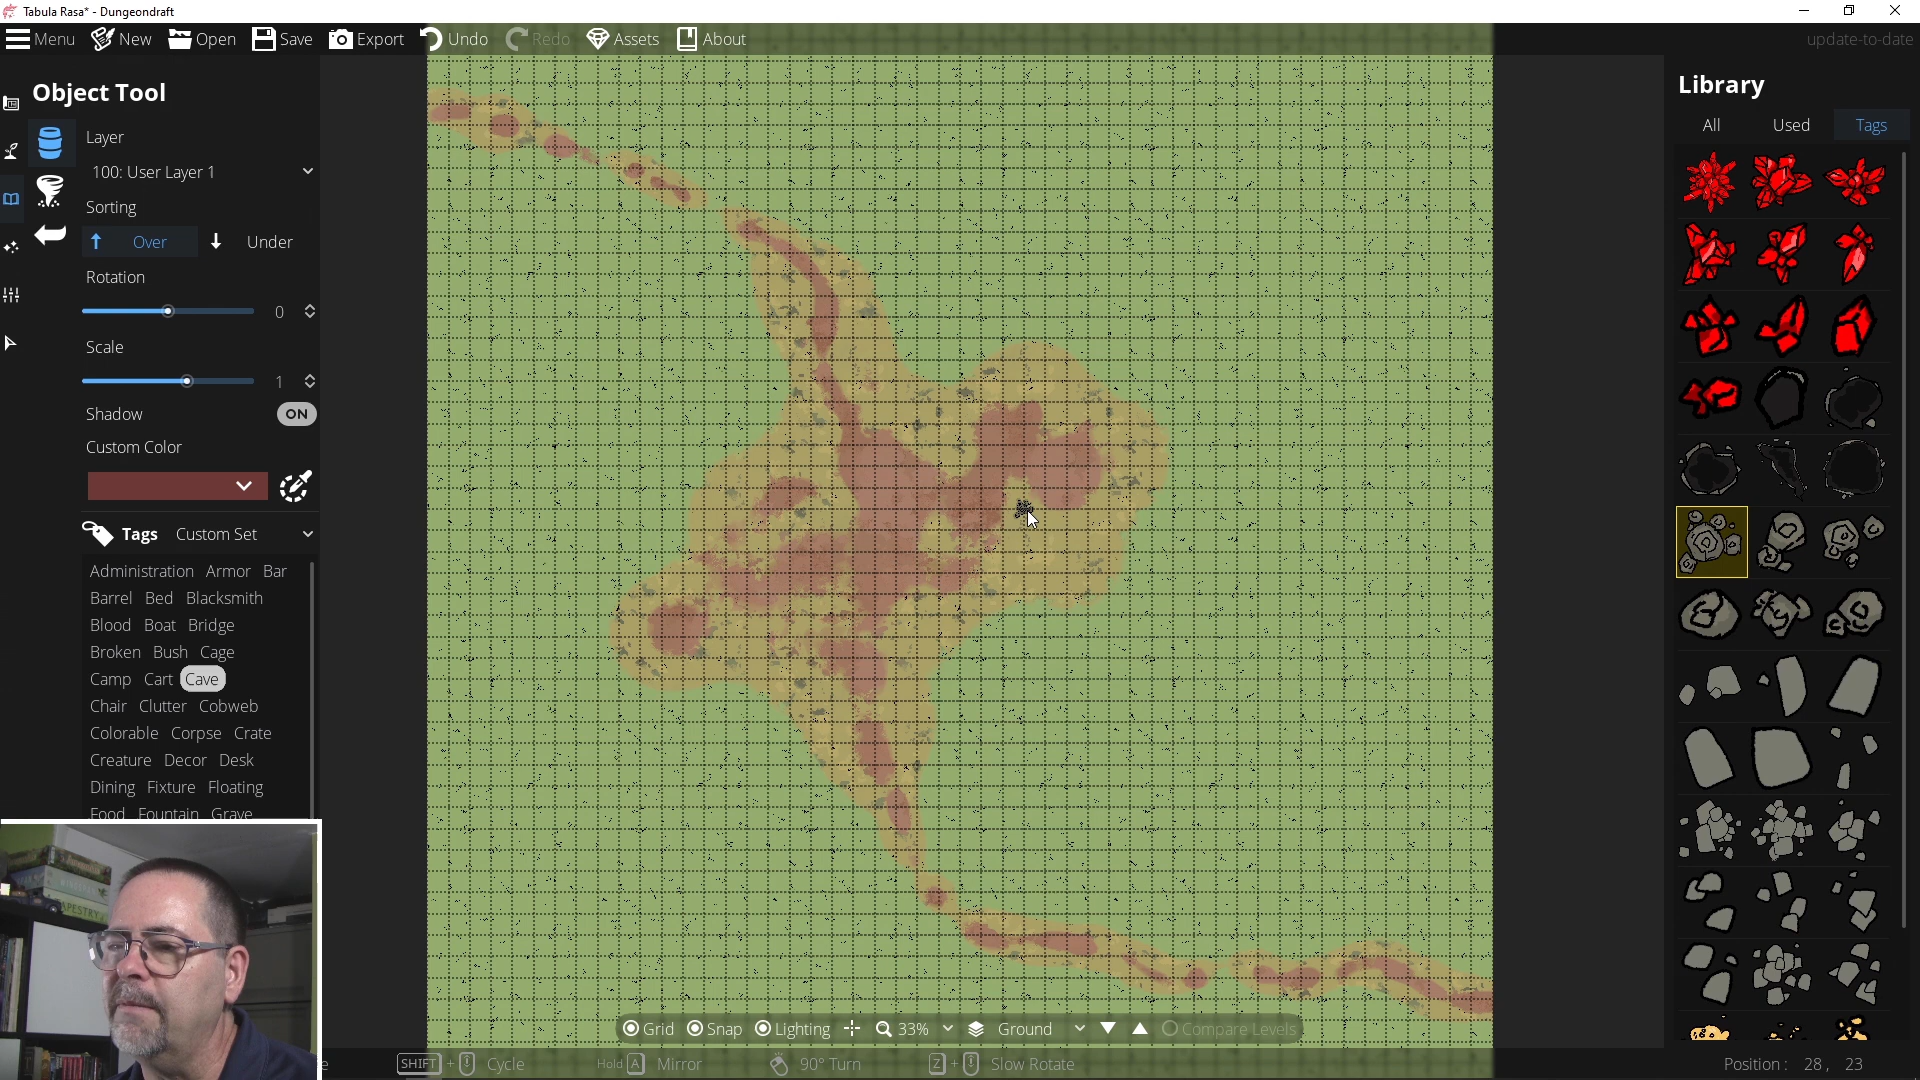 Tabula Rasa* - Dungeondraft
Menu New Open Save Export Undo Redo Assets About update-to-date
Object Tool
Layer
100: User Layer 1
Sorting
Over Under
Rotation
0
Scale
1
Shadow ON
Custom Color
Tags Custom Set
Administration Armor Bar
Barrel Bed Blacksmith
Blood Boat Bridge
Broken Bush Cage
Camp Cart Cave
Chair Clutter Cobweb
Colorable Corpse Crate
Creature Decor Desk
Dining Fixture Floating
Food Fountain Grave
TAPESTRY
Library
All Used Tags
Grid Snap Lighting 33% Ground Compare Levels
SHIFT + Cycle Hold A Mirror 90° Turn Z + Slow Rotate Position : 28, 23